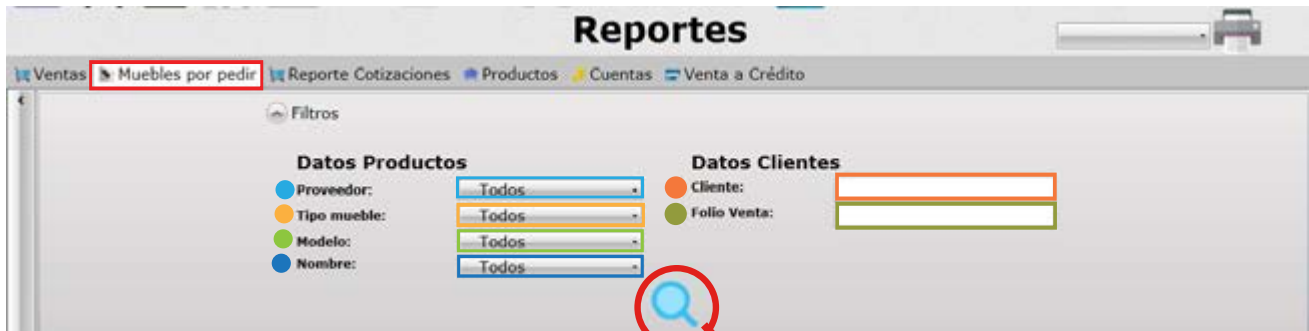 Reportes
Ventas Muebles por pedir Reporte Cotizaciones Productos Cuentas Venta a Crédito
Filtros
Datos Productos Datos Clientes
Proveedor: Todos Cliente:
Tipo mueble: Todos Folio Venta:
Modelo: Todos
Nombre: Todos